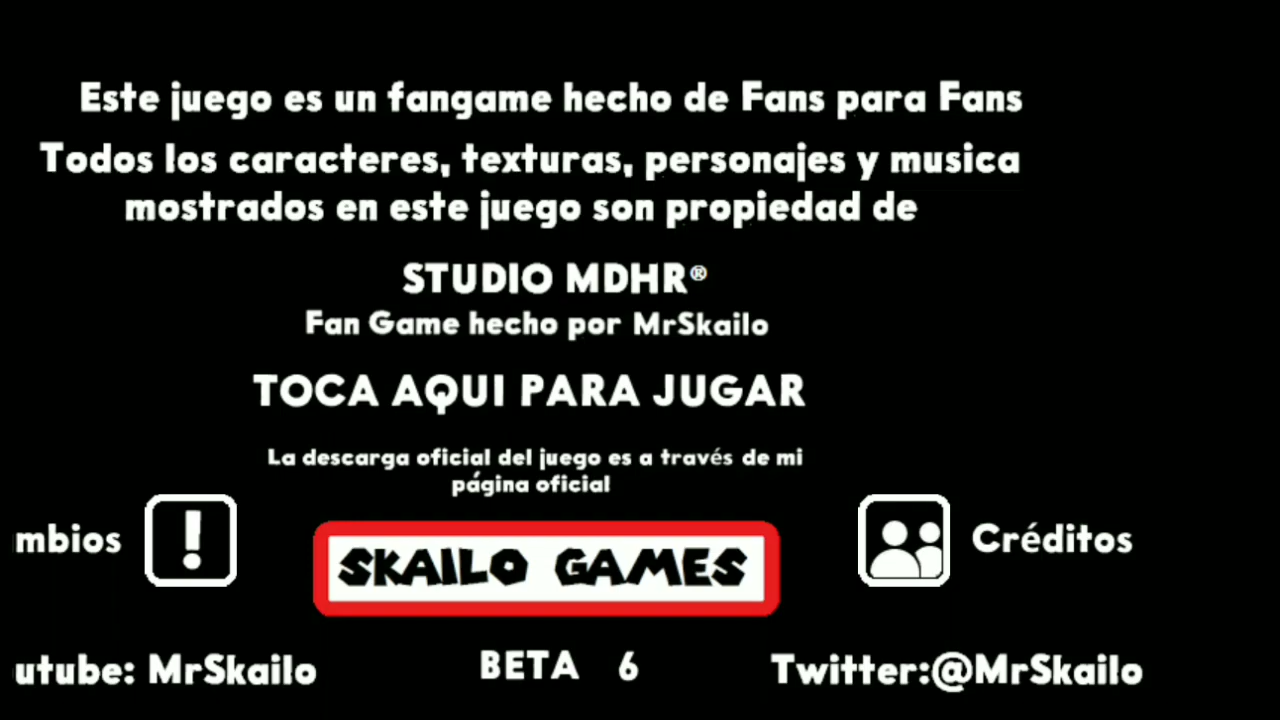 Este juego es un fangame hecho de Fans para Fans
Todos los caracteres, texturas, personajes y musica
mostrados en este juego son propiedad de
STUDIO MDHR®
Fan Game hecho por MrSkailo
TOCA AQUI PARA JUGAR
La descarga oficial del juego es a través de mi
página oficial
mbios
!
Créditos
SKAILO GAMES
utube: MrSkailo
BETA 6
Twitter:@MrSkailo